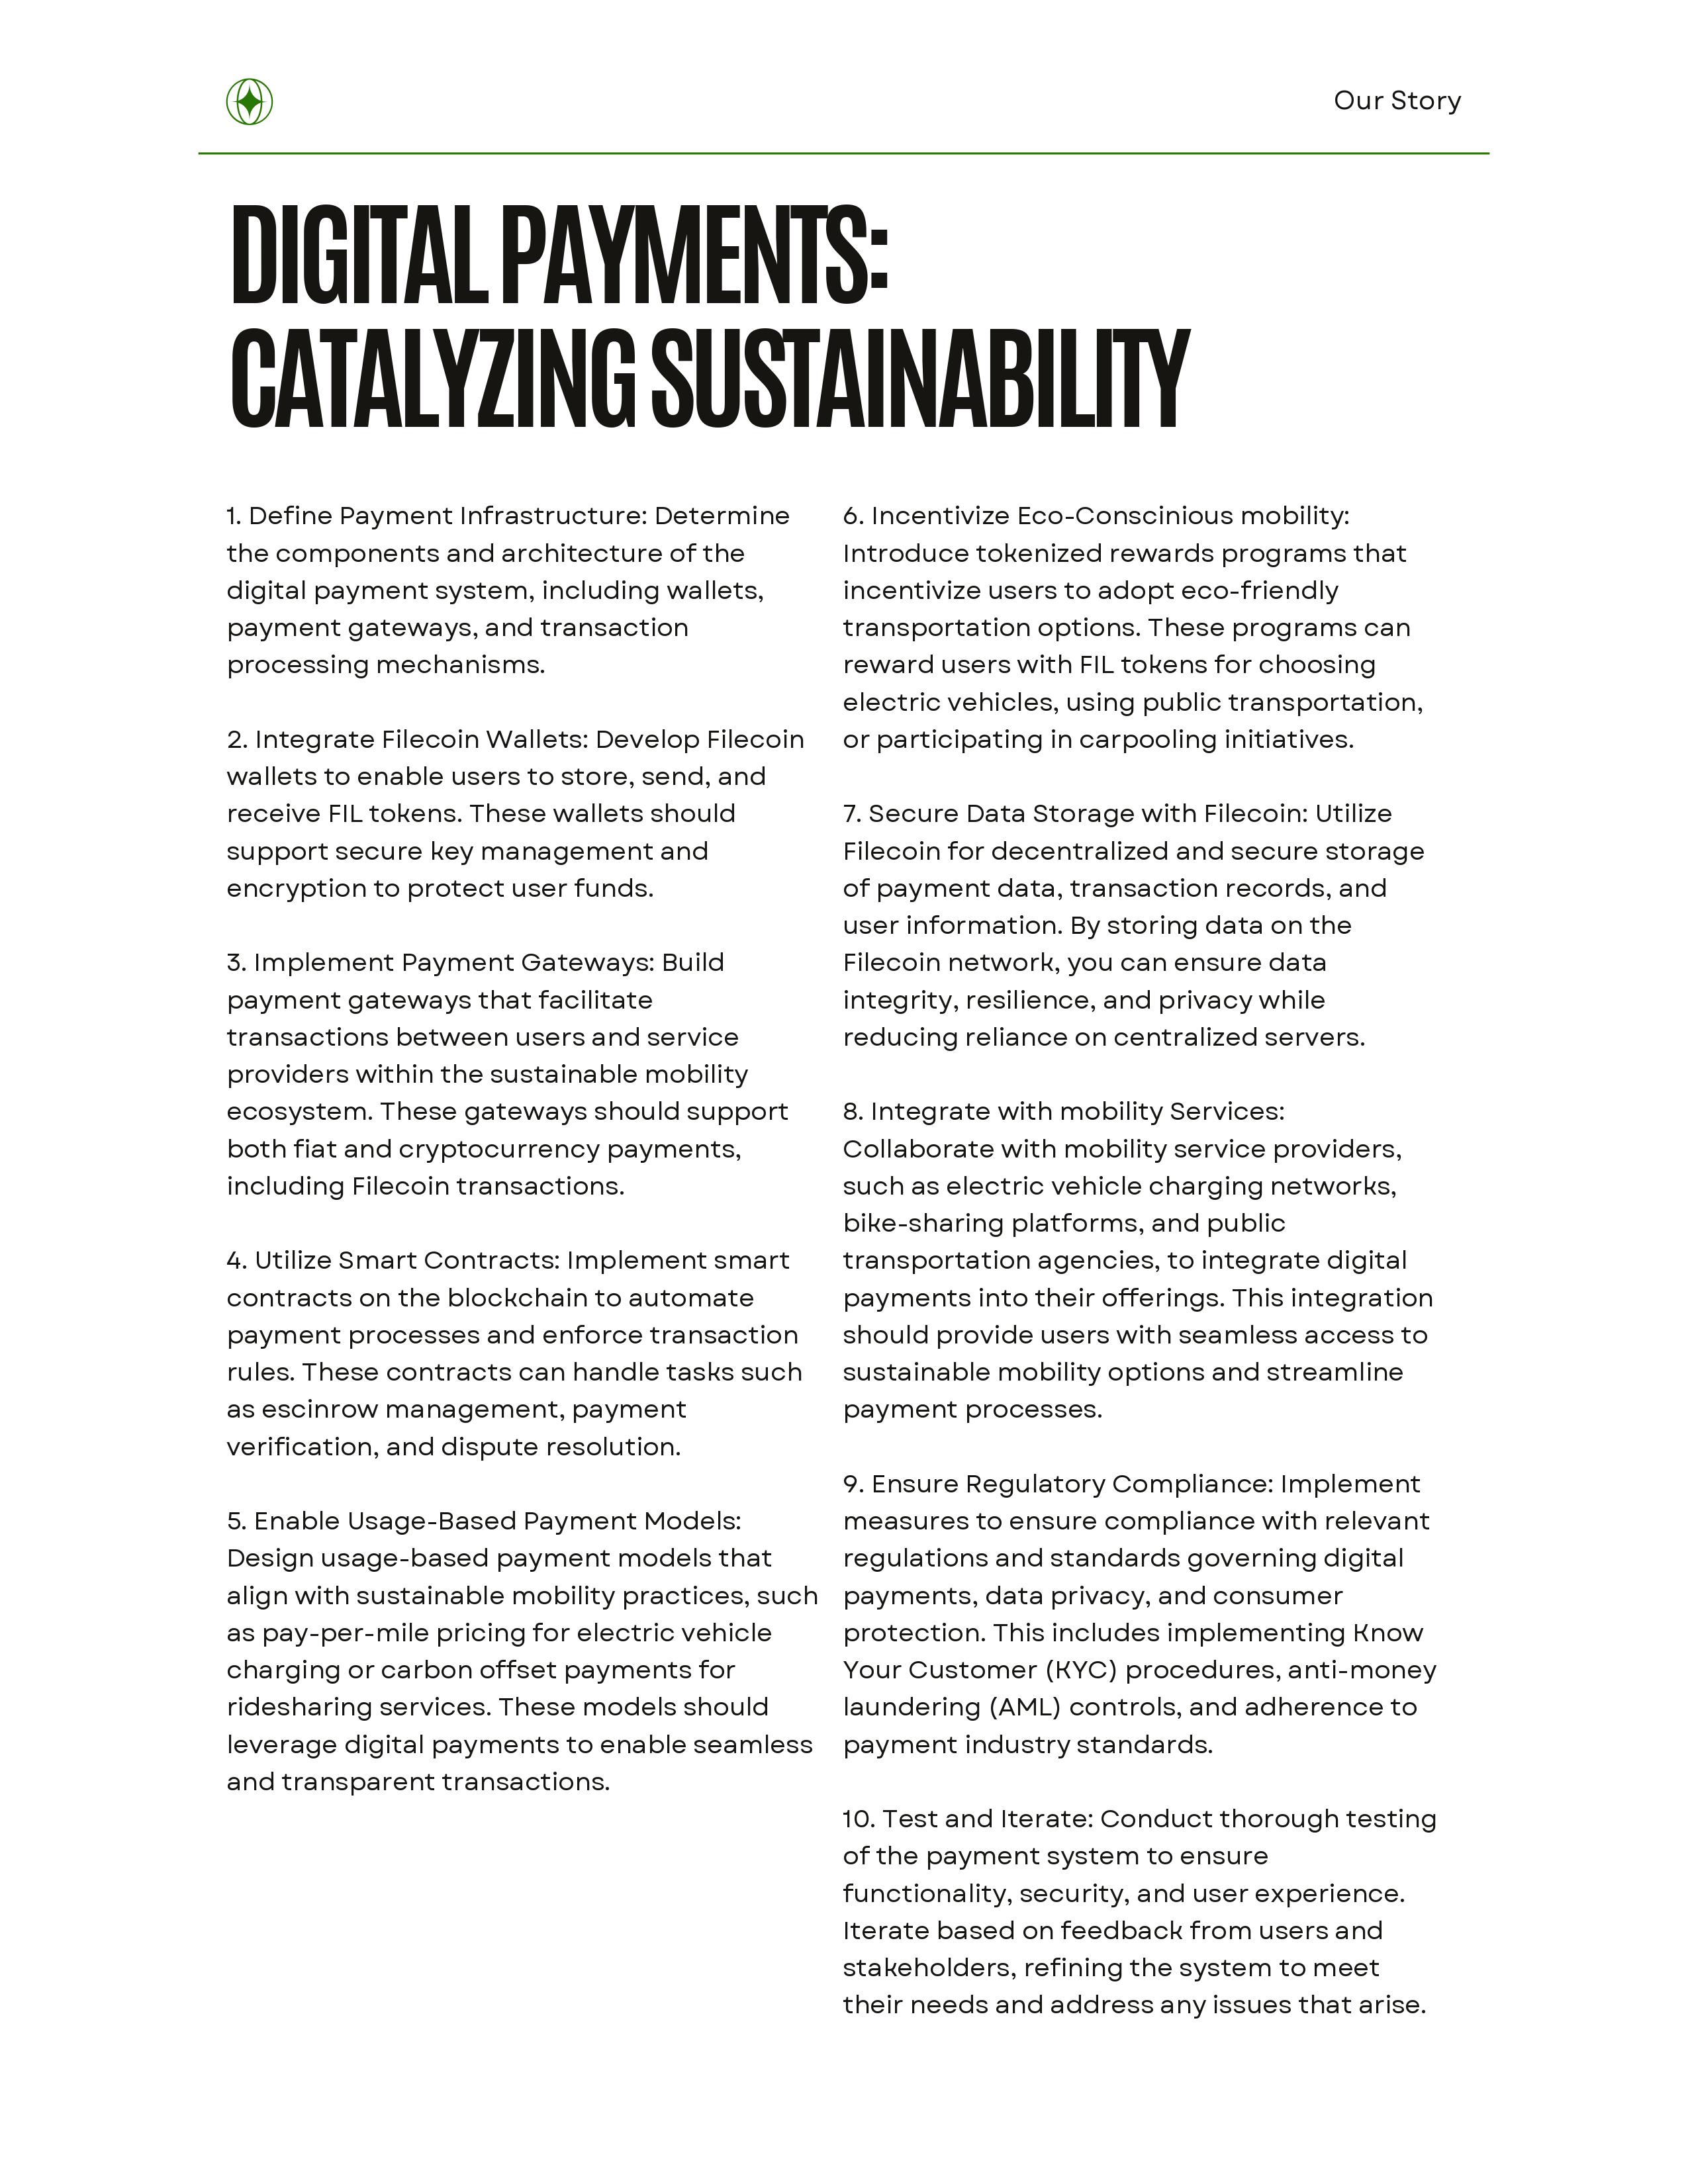 Our Story
DIGITAL PAYMENTS:
CATALYZING SUSTAINABILITY
1. Define Payment Infrastructure: Determine
the components and architecture of the
digital payment system, including wallets,
payment gateways, and transaction
processing mechanisms.
2. Integrate Filecoin Wallets: Develop Filecoin
wallets to enable users to store, send, and
receive FIL tokens. These wallets should
support secure key management and
encryption to protect user funds.
3. Implement Payment Gateways: Build
payment gateways that facilitate
transactions between users and service
providers within the sustainable mobility
ecosystem. These gateways should support
both fiat and cryptocurrency payments,
including Filecoin transactions.
4. Utilize Smart Contracts: Implement smart
contracts on the blockchain to automate
payment processes and enforce transaction
rules. These contracts can handle tasks such
as escinrow management, payment
verification, and dispute resolution.
5. Enable Usage-Based Payment Models:
Design usage-based payment models that
align with sustainable mobility practices, such
as pay-per-mile pricing for electric vehicle
charging or carbon offset payments for
ridesharing services. These models should
leverage digital payments to enable seamless
and transparent transactions.
6. Incentivize Eco-Conscinious mobility:
Introduce tokenized rewards programs that
incentivize users to adopt eco-friendly
transportation options. These programs can
reward users with FIL tokens for choosing
electric vehicles, using public transportation,
or participating in carpooling initiatives.
7. Secure Data Storage with Filecoin: Utilize
Filecoin for decentralized and secure storage
of payment data, transaction records, and
user information. By storing data on the
Filecoin network, you can ensure data
integrity, resilience, and privacy while
reducing reliance on centralized servers.
8. Integrate with mobility Services:
Collaborate with mobility service providers,
such as electric vehicle charging networks,
bike-sharing platforms, and public
transportation agencies, to integrate digital
payments into their offerings. This integration
should provide users with seamless access to
sustainable mobility options and streamline
payment processes.
9. Ensure Regulatory Compliance: Implement
measures to ensure compliance with relevant
regulations and standards governing digital
payments, data privacy, and consumer
protection. This includes implementing Know
Your Customer (KYC) procedures, anti-money
laundering (AML) controls, and adherence to
payment industry standards.
10. Test and Iterate: Conduct thorough testing
of the payment system to ensure
functionality, security, and user experience.
Iterate based on feedback from users and
stakeholders, refining the system to meet
their needs and address any issues that arise.